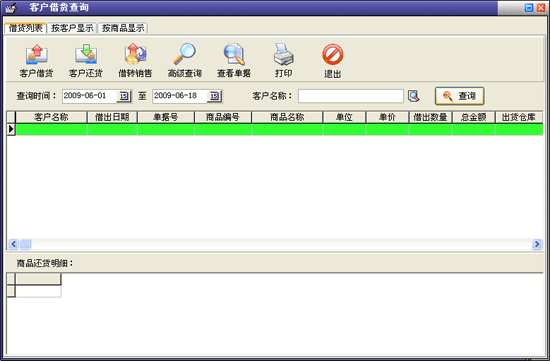 客户借货查询
借货列表 按客户显示 按商品显示
客户借货 客户还货 借转销售 高级查询 查看单据 打印 退出
查询时间： 2009-06-01 15 至 2009-06-18 15 客户名称： 查询
客户名称 借出日期 单据号 商品编号 商品名称 单位 单价 借出数量 总金额 出货仓库
商品还货明细：